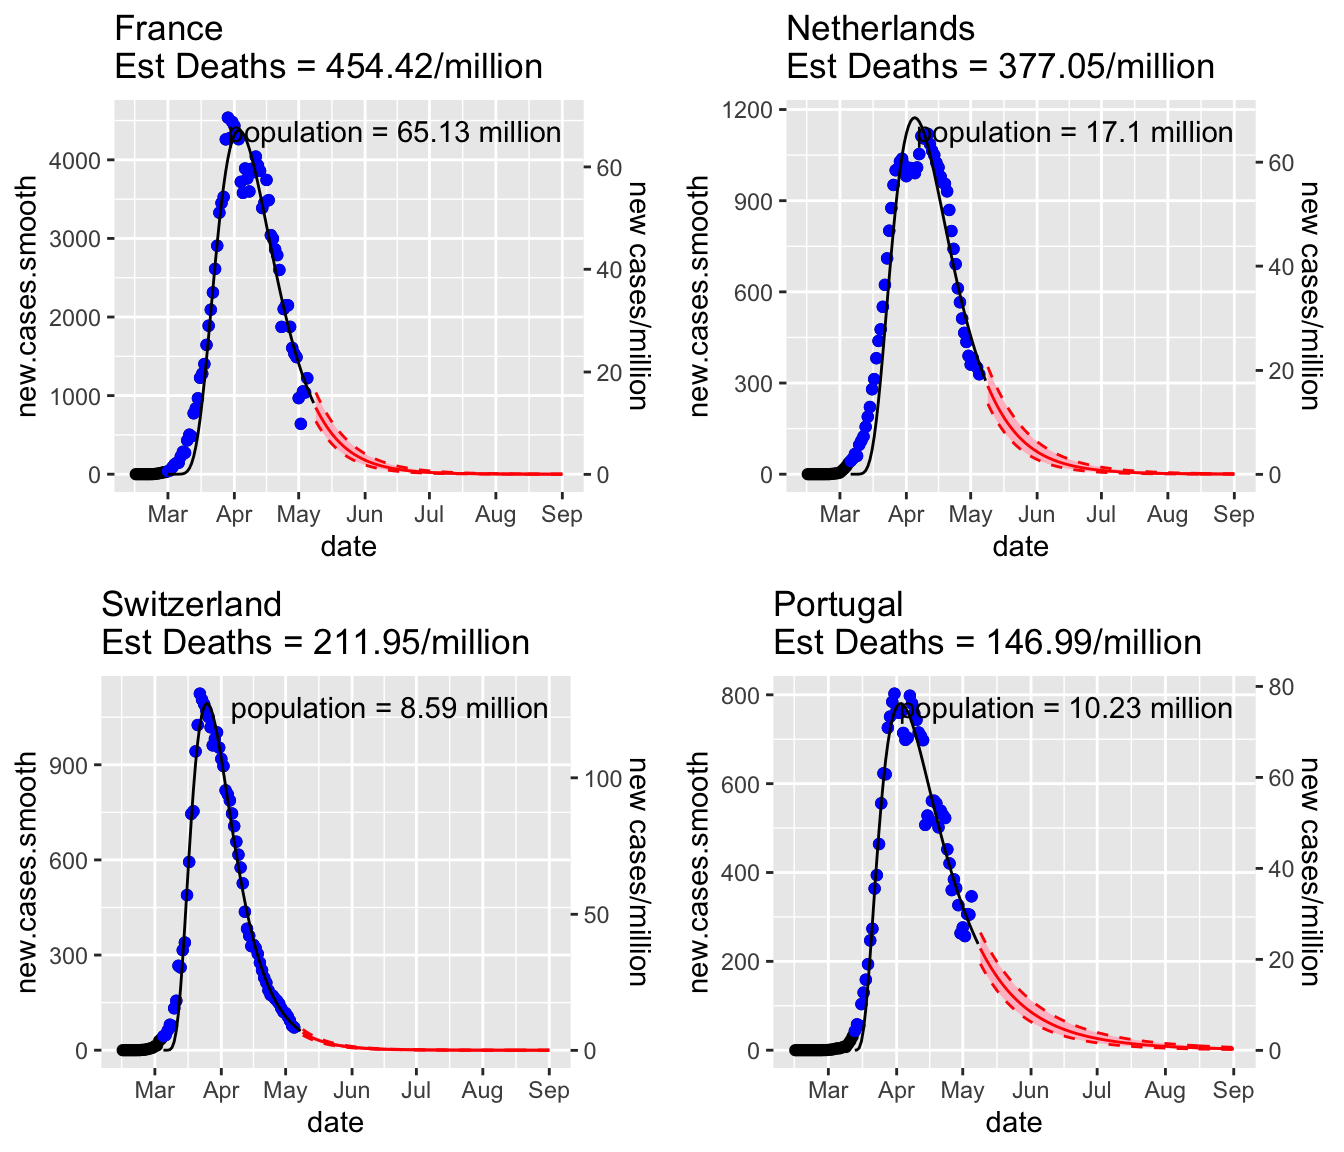 France
Est Deaths = 454.42/million
population = 65.13 million
new.cases.smooth
4000
3000
2000
1000
0
60
40
20
0
new cases/million
Mar Apr May Jun Jul Aug Sep
date
Netherlands
Est Deaths = 377.05/million
population = 17.1 million
new.cases.smooth
1200
900
600
300
0
60
40
20
0
new cases/million
Mar Apr May Jun Jul Aug Sep
date
Switzerland
Est Deaths = 211.95/million
population = 8.59 million
new.cases.smooth
900
600
300
0
100
50
0
new cases/million
Mar Apr May Jun Jul Aug Sep
date
Portugal
Est Deaths = 146.99/million
population = 10.23 million
new.cases.smooth
800
600
400
200
0
80
60
40
20
0
new cases/million
Mar Apr May Jun Jul Aug Sep
date